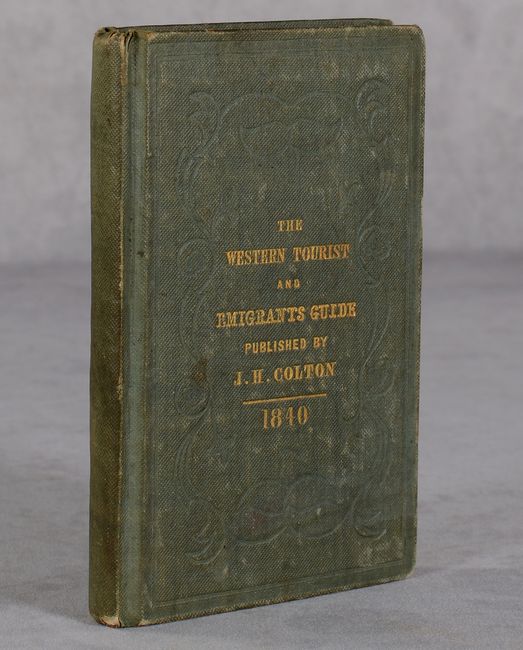 THE
WESTERN TOURIST
AND
EMIGRANTS GUIDE
PUBLISHED BY
J. H. COLTON
1840